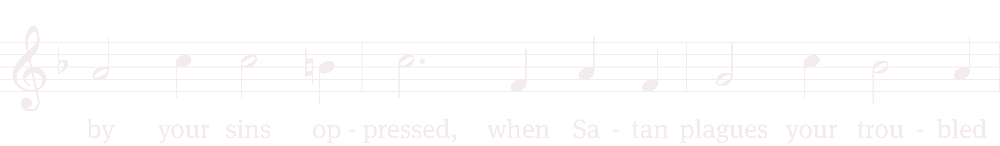 by your sins op - pressed, when Sa - tan plagues your trou - bled